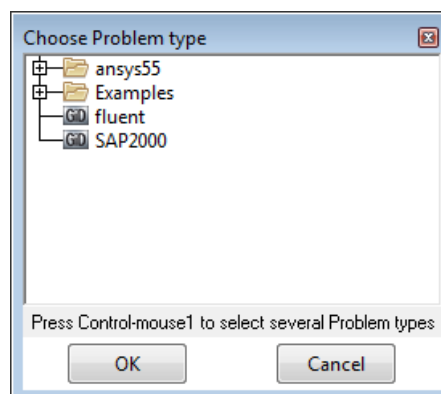 Choose Problem type
ansys55
Examples
GiD fluent
GiD SAP2000
Press Control-mouse1 to select several Problem types
OK Cancel